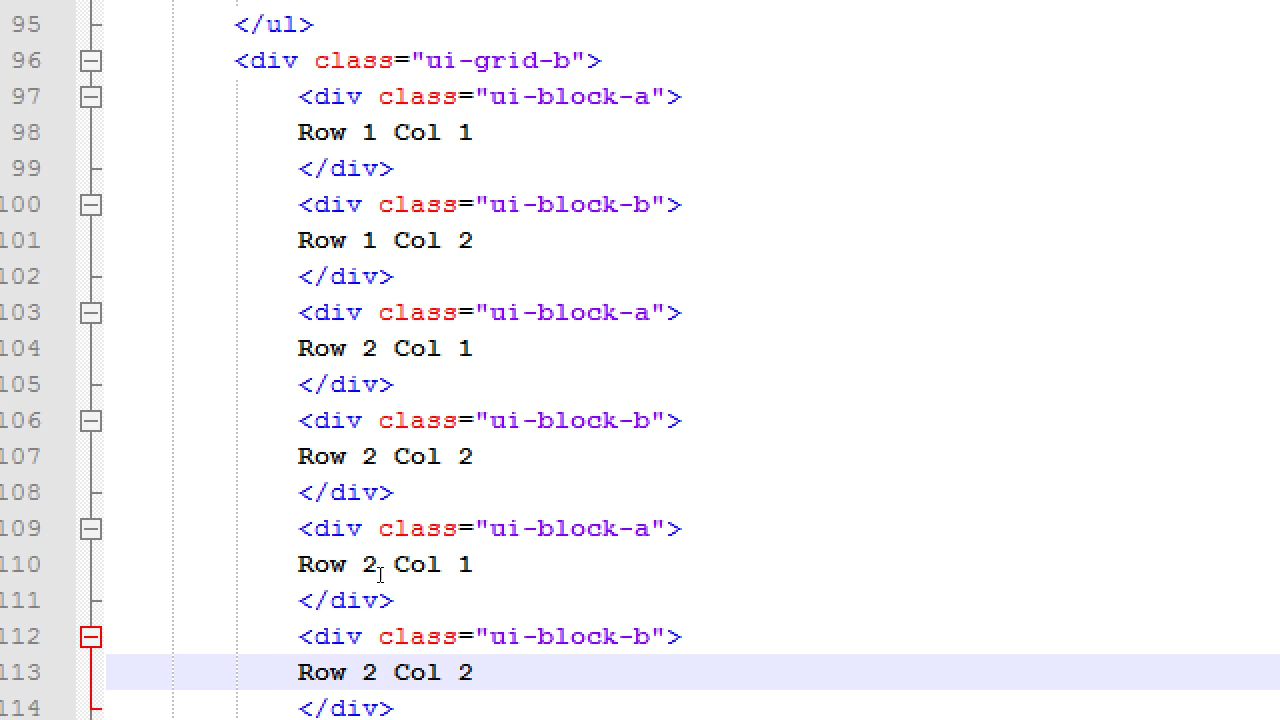 95 </ul>
96 <div class="ui-grid-b">
97 <div class="ui-block-a">
98 Row 1 Col 1
99 </div>
100 <div class="ui-block-b">
101 Row 1 Col 2
102 </div>
103 <div class="ui-block-a">
104 Row 2 Col 1
105 </div>
106 <div class="ui-block-b">
107 Row 2 Col 2
108 </div>
109 <div class="ui-block-a">
110 Row 2 Col 1
111 </div>
112 <div class="ui-block-b">
113 Row 2 Col 2
114 </div>